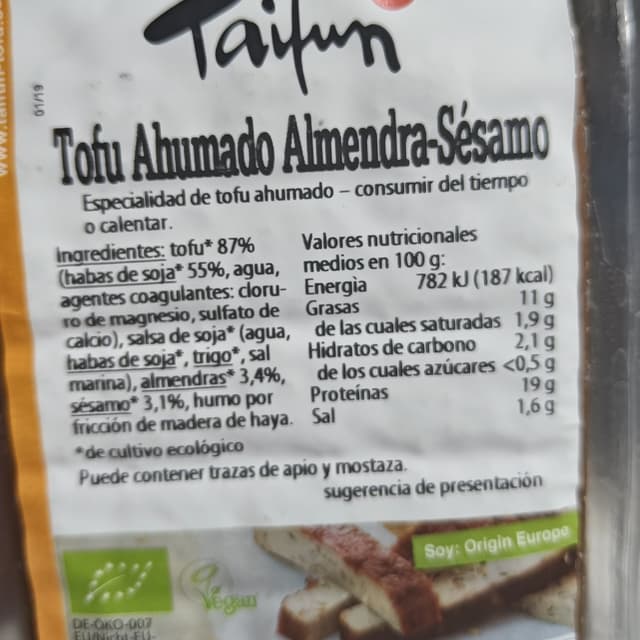 Taifun
01/19
Tofu Ahumado Almendra-Sésamo
Especialidad de tofu ahumado – consumir del tiempo
o calentar.
Ingredientes: tofu* 87%
(habas de soja* 55%, agua,
agentes coagulantes: cloru-
ro de magnesio, sulfato de
calcio), salsa de soja* (agua,
habas de soja*, trigo*, sal
marina), almendras* 3,4%,
sésamo* 3,1%, humo por
fricción de madera de haya.
*de cultivo ecológico
Valores nutricionales
medios en 100 g:
Energìa 782 kJ (187 kcal)
Grasas 11 g
de las cuales saturadas 1,9 g
Hidratos de carbono 2,1 g
de los cuales azúcares <0,5 g
Proteínas 19 g
Sal 1,6 g
Puede contener trazas de apio y mostaza.
sugerencia de presentación
Soy: Origin Europe
Vegan
DE-ÖKO-007